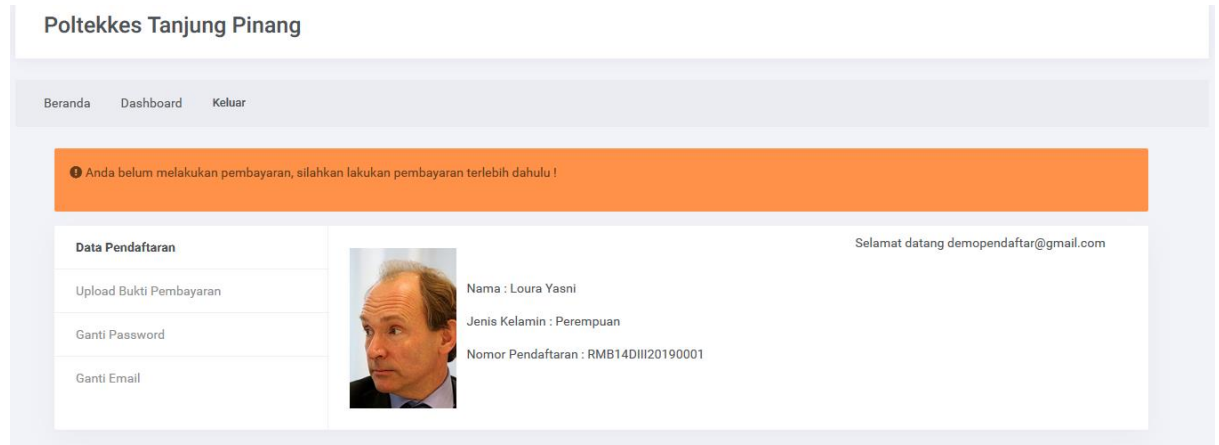 Poltekkes Tanjung Pinang
Beranda Dashboard Keluar
Anda belum melakukan pembayaran, silahkan lakukan pembayaran terlebih dahulu !
Data Pendaftaran
Upload Bukti Pembayaran
Ganti Password
Ganti Email
Selamat datang demopendaftar@gmail.com
Nama : Loura Yasni
Jenis Kelamin : Perempuan
Nomor Pendaftaran : RMB14DIII20190001